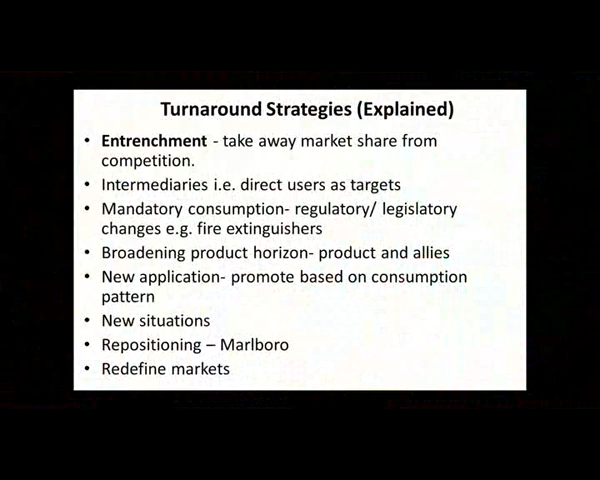 Turnaround Strategies (Explained)
• Entrenchment - take away market share from
competition.
• Intermediaries i.e. direct users as targets
• Mandatory consumption- regulatory/ legislatory
changes e.g. fire extinguishers
• Broadening product horizon- product and allies
• New application- promote based on consumption
pattern
• New situations
• Repositioning – Marlboro
• Redefine markets